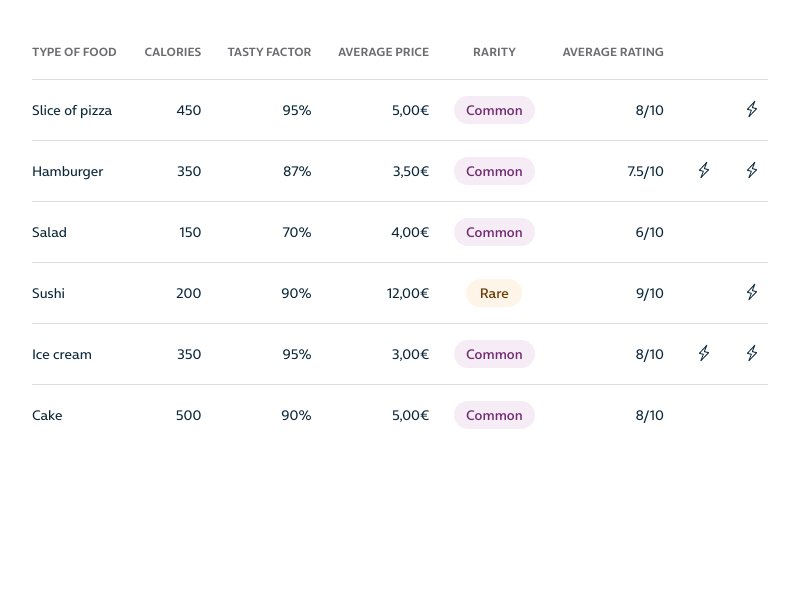 TYPE OF FOOD CALORIES TASTY FACTOR AVERAGE PRICE RARITY AVERAGE RATING
Slice of pizza 450 95% 5,00€ Common 8/10
Hamburger 350 87% 3,50€ Common 7.5/10
Salad 150 70% 4,00€ Common 6/10
Sushi 200 90% 12,00€ Rare 9/10
Ice cream 350 95% 3,00€ Common 8/10
Cake 500 90% 5,00€ Common 8/10